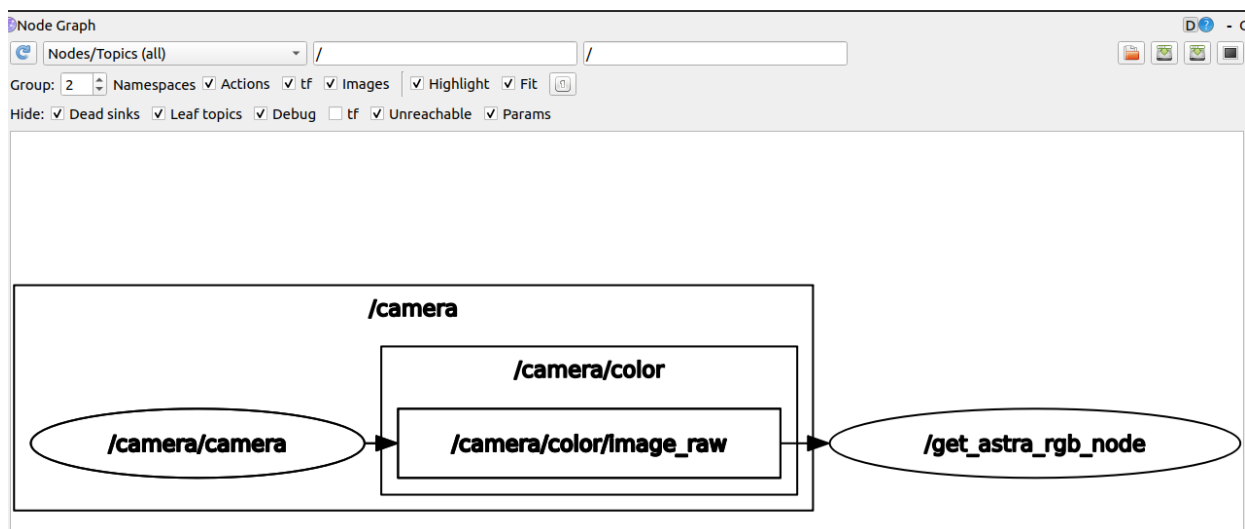 Node Graph D ? - C
Nodes/Topics (all) / /
Group: 2 Namespaces Actions tf Images Highlight Fit
Hide: Dead sinks Leaf topics Debug tf Unreachable Params
/camera
/camera/color
/camera/camera /camera/color/image_raw /get_astra_rgb_node